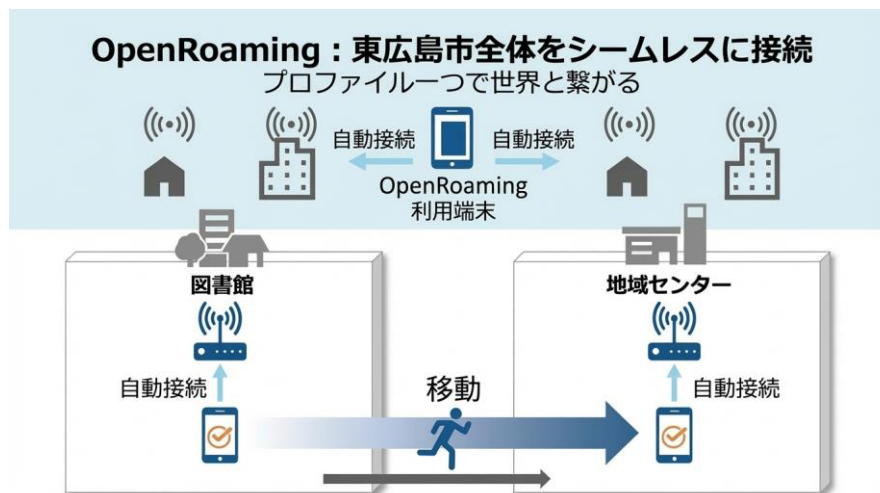 OpenRoaming:東広島市全体をシームレスに接続
プロファイル一つで世界と繋がる
自動接続
自動接続
OpenRoaming
利用端末
図書館
地域センター
自動接続
移動
自動接続